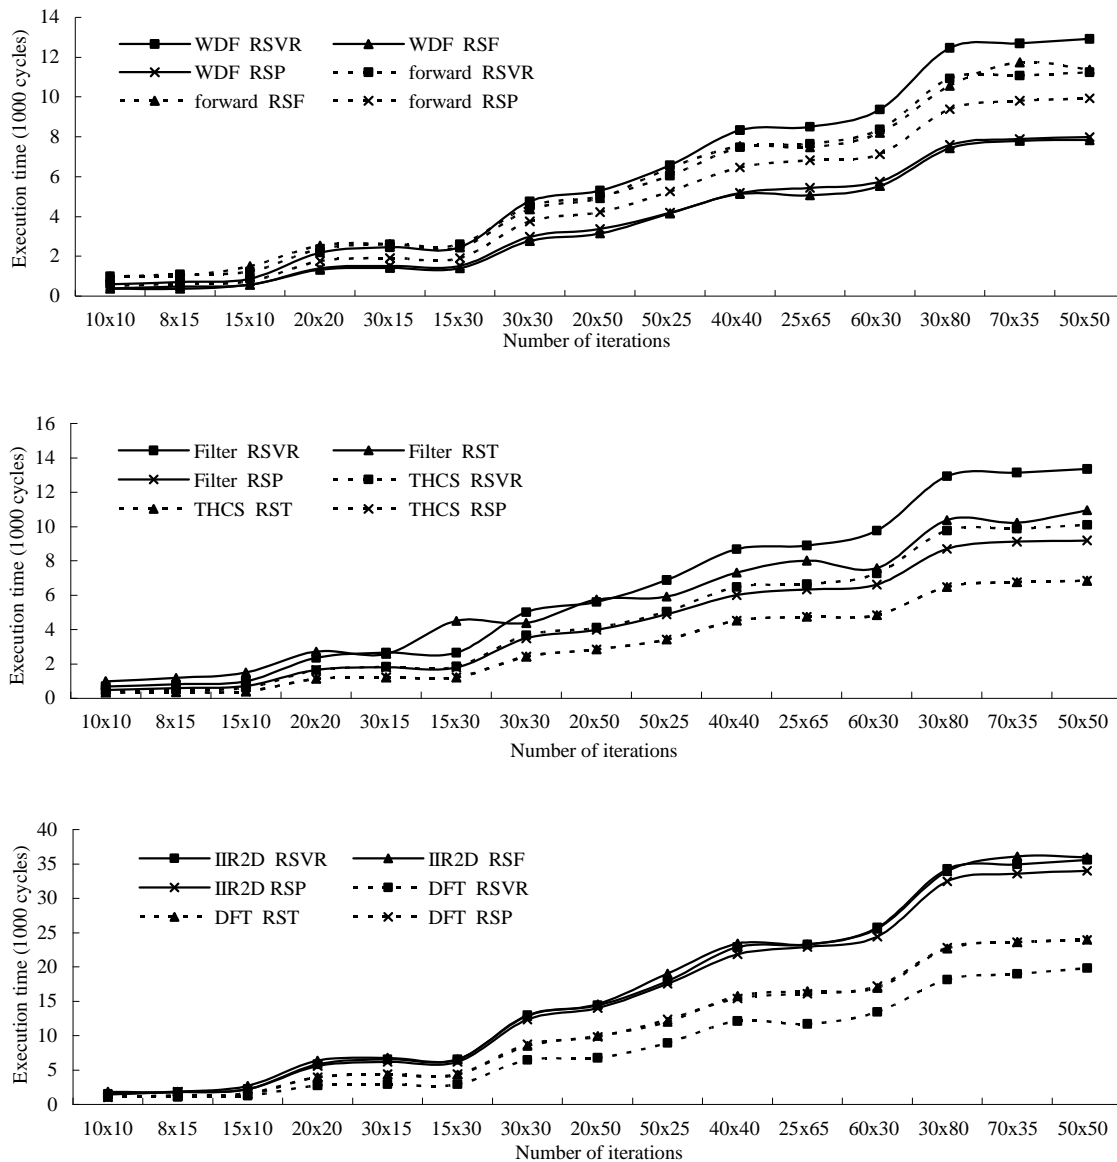 Execution time (1000 cycles)
14
12
10
8
6
4
2
0
WDF RSVR WDF RSF
WDF RSP forward RSVR
forward RSF forward RSP
10x10 8x15 15x10 20x20 30x15 15x30 30x30 20x50 50x25 40x40 25x65 60x30 30x80 70x35 50x50
Number of iterations
Execution time (1000 cycles)
16
14
12
10
8
6
4
2
0
Filter RSVR Filter RST
Filter RSP THCS RSVR
THCS RST THCS RSP
10x10 8x15 15x10 20x20 30x15 15x30 30x30 20x50 50x25 40x40 25x65 60x30 30x80 70x35 50x50
Number of iterations
Execution time (1000 cycles)
40
35
30
25
20
15
10
5
0
IIR2D RSVR IIR2D RSF
IIR2D RSP DFT RSVR
DFT RST DFT RSP
10x10 8x15 15x10 20x20 30x15 15x30 30x30 20x50 50x25 40x40 25x65 60x30 30x80 70x35 50x50
Number of iterations